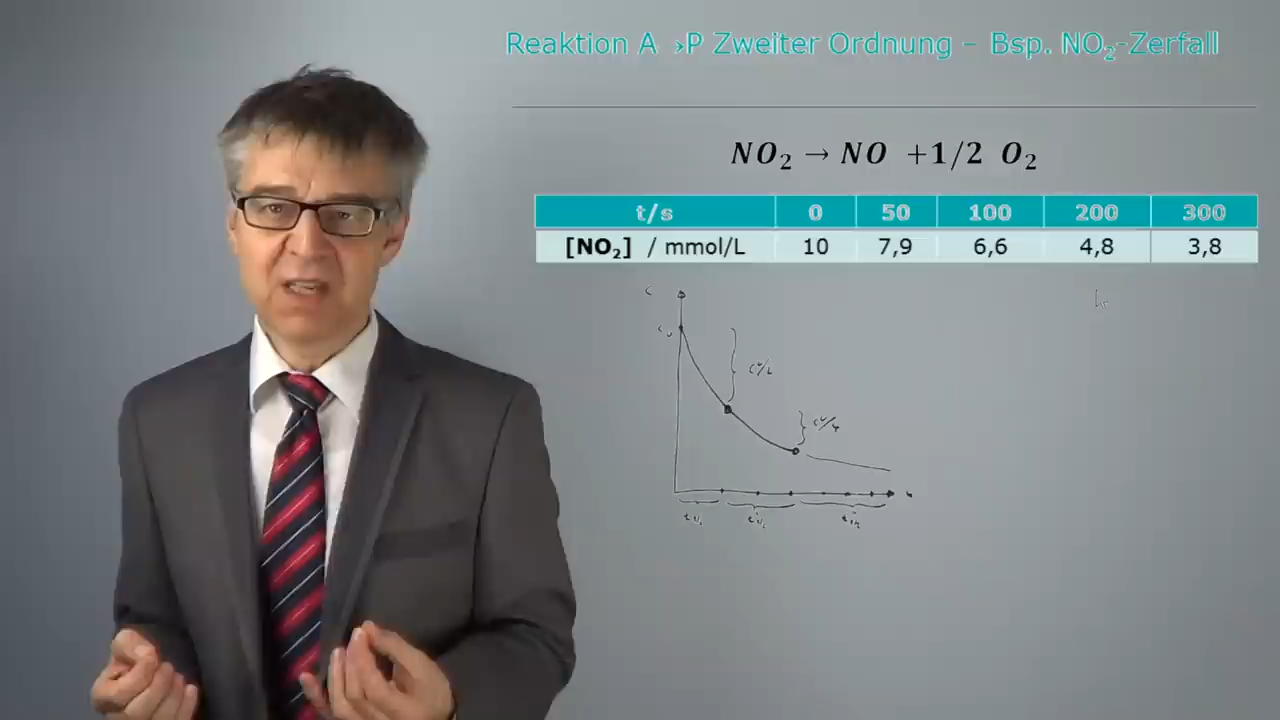 Reaktion A →P Zweiter Ordnung – Bsp. NO₂-Zerfall
NO₂ → NO +1/2 O₂
t/s 0 50 100 200 300
[NO₂] / mmol/L 10 7,9 6,6 4,8 3,8
c
c₀